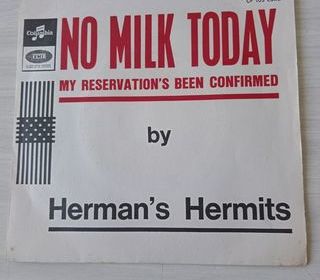 Columbia
EMI
NO MILK TODAY
MY RESERVATION'S BEEN CONFIRMED
by
Herman's Hermits